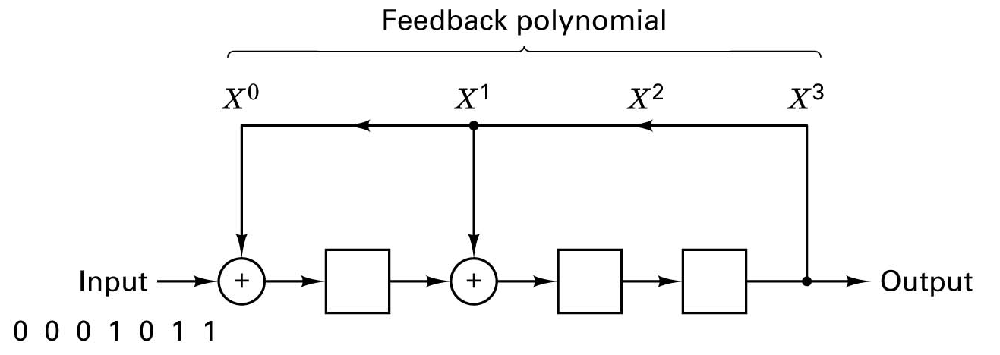 Feedback polynomial
X⁰ X¹ X² X³
+ +
Input Output
0 0 0 1 0 1 1